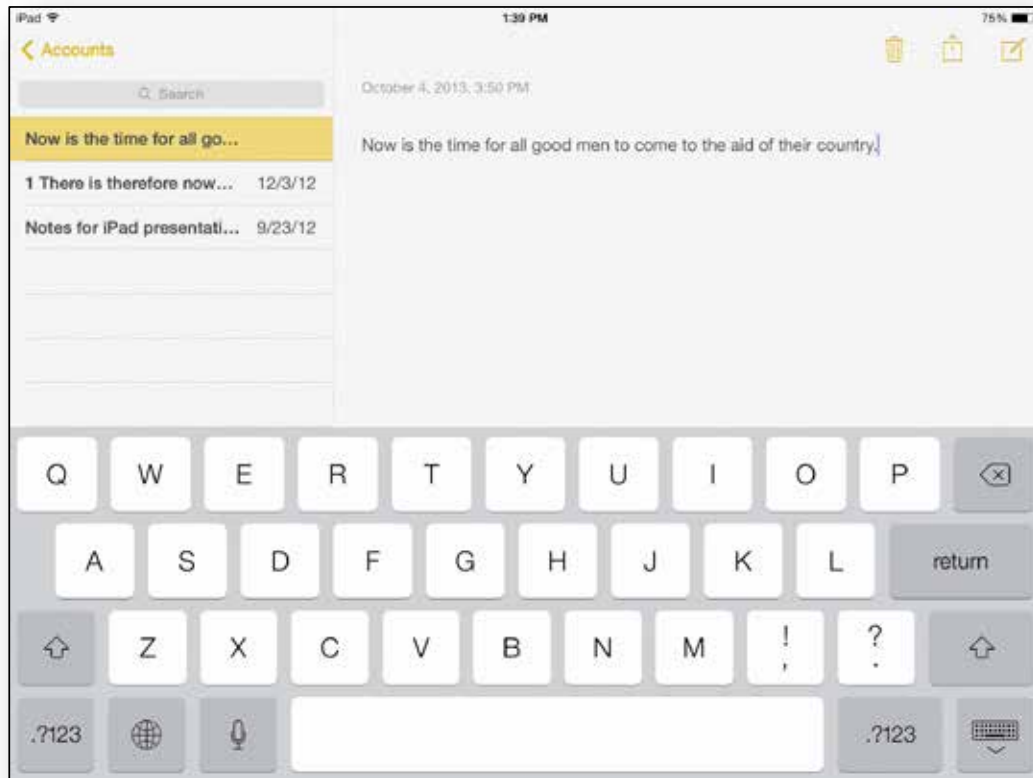 iPad 1:39 PM 75%
Accounts
Search
October 4, 2013, 3:50 PM
Now is the time for all go...
Now is the time for all good men to come to the aid of their country.
1 There is therefore now... 12/3/12
Notes for iPad presentati... 9/23/12
Q W E R T Y U I O P
A S D F G H J K L return
Z X C V B N M ! , ? .
.?123 .?123